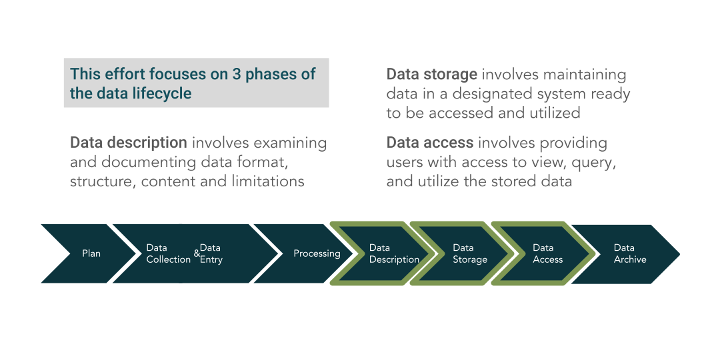 This effort focuses on 3 phases of
the data lifecycle
Data description involves examining
and documenting data format,
structure, content and limitations
Data storage involves maintaining
data in a designated system ready
to be accessed and utilized
Data access involves providing
users with access to view, query,
and utilize the stored data
Plan
Data
Collection
&
Data
Entry
Processing
Data
Description
Data
Storage
Data
Access
Data
Archive